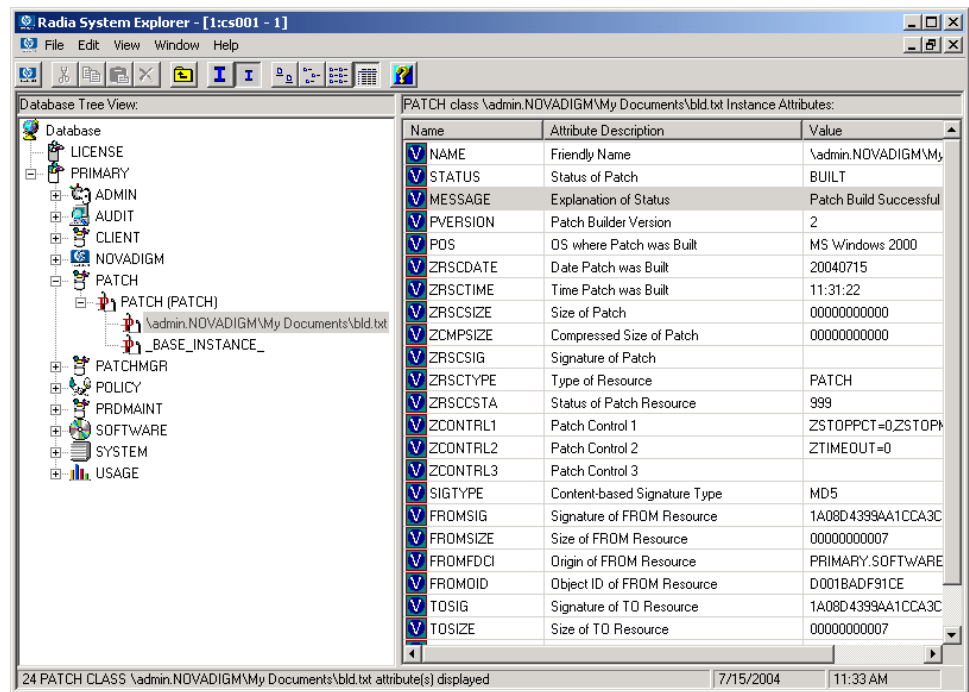 Radia System Explorer - [1:cs001 - 1]
File Edit View Window Help
Database Tree View:
PATCH class \admin.NOVADIGM\My Documents\bld.txt Instance Attributes:
Database
LICENSE
PRIMARY
ADMIN
AUDIT
CLIENT
NOVADIGM
PATCH
PATCH (PATCH)
\admin.NOVADIGM\My Documents\bld.txt
_BASE_INSTANCE_
PATCHMGR
POLICY
PRDMAINT
SOFTWARE
SYSTEM
USAGE
Name Attribute Description Value
NAME Friendly Name \admin.NOVADIGM\My
STATUS Status of Patch BUILT
MESSAGE Explanation of Status Patch Build Successful
PVERSION Patch Builder Version 2
POS OS where Patch was Built MS Windows 2000
ZRSCDATE Date Patch was Built 20040715
ZRSCTIME Time Patch was Built 11:31:22
ZRSCSIZE Size of Patch 00000000000
ZCMPSIZE Compressed Size of Patch 00000000000
ZRSCSIG Signature of Patch
ZRSCTYPE Type of Resource PATCH
ZRSCCSTA Status of Patch Resource 999
ZCONTRL1 Patch Control 1 ZSTOPPCT=0,ZSTOPM
ZCONTRL2 Patch Control 2 ZTIMEOUT=0
ZCONTRL3 Patch Control 3
SIGTYPE Content-based Signature Type MD5
FROMSIG Signature of FROM Resource 1A08D4399AA1CCA3C
FROMSIZE Size of FROM Resource 00000000007
FROMFDCI Origin of FROM Resource PRIMARY.SOFTWARE
FROMOID Object ID of FROM Resource D001BADF91CE
TOSIG Signature of TO Resource 1A08D4399AA1CCA3C
TOSIZE Size of TO Resource 00000000007
24 PATCH CLASS \admin.NOVADIGM\My Documents\bld.txt attribute(s) displayed 7/15/2004 11:33 AM